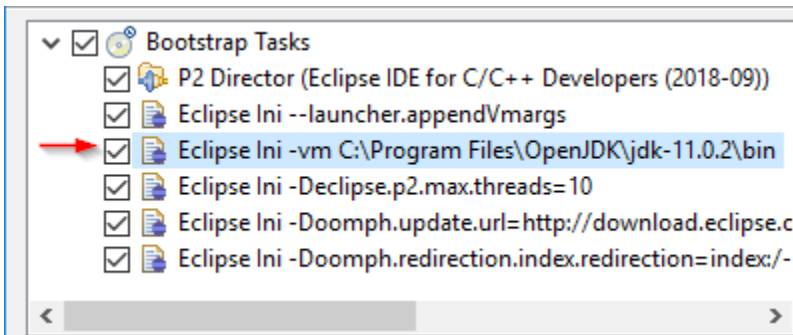 Bootstrap Tasks
P2 Director (Eclipse IDE for C/C++ Developers (2018-09))
Eclipse Ini --launcher.appendVmargs
Eclipse Ini -vm C:\Program Files\OpenJDK\jdk-11.0.2\bin
Eclipse Ini -Declipse.p2.max.threads=10
Eclipse Ini -Doomph.update.url=http://download.eclipse.c
Eclipse Ini -Doomph.redirection.index.redirection=index:/-